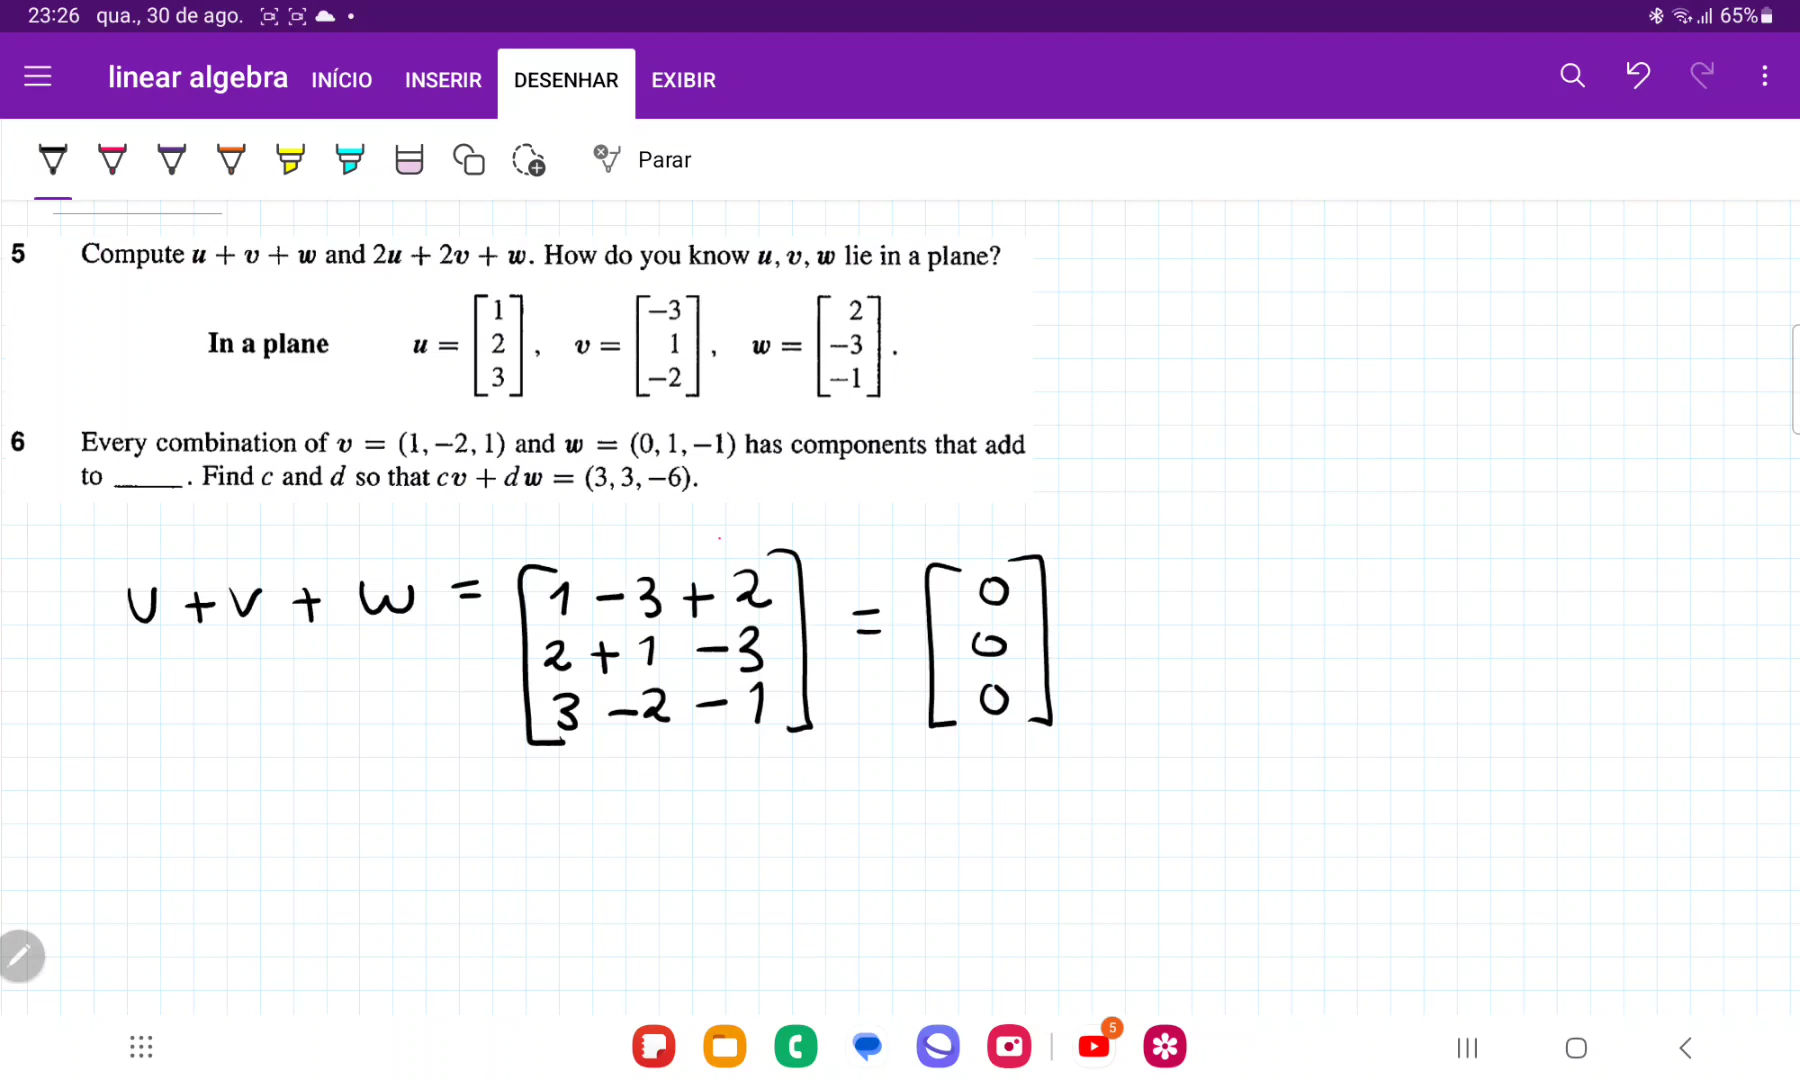 23:26 qua., 30 de ago. 65%
linear algebra INÍCIO INSERIR DESENHAR EXIBIR
Parar
5 Compute u + v + w and 2u + 2v + w. How do you know u, v, w lie in a plane?
In a plane u = [1 2 3], v = [−3 1 −2], w = [2 −3 −1].
6 Every combination of v = (1, −2, 1) and w = (0, 1, −1) has components that add
to ____. Find c and d so that cv + dw = (3, 3, −6).
U + V + W = [1 − 3 + 2
2 + 1 − 3
3 − 2 − 1] = [0
0
0]
5